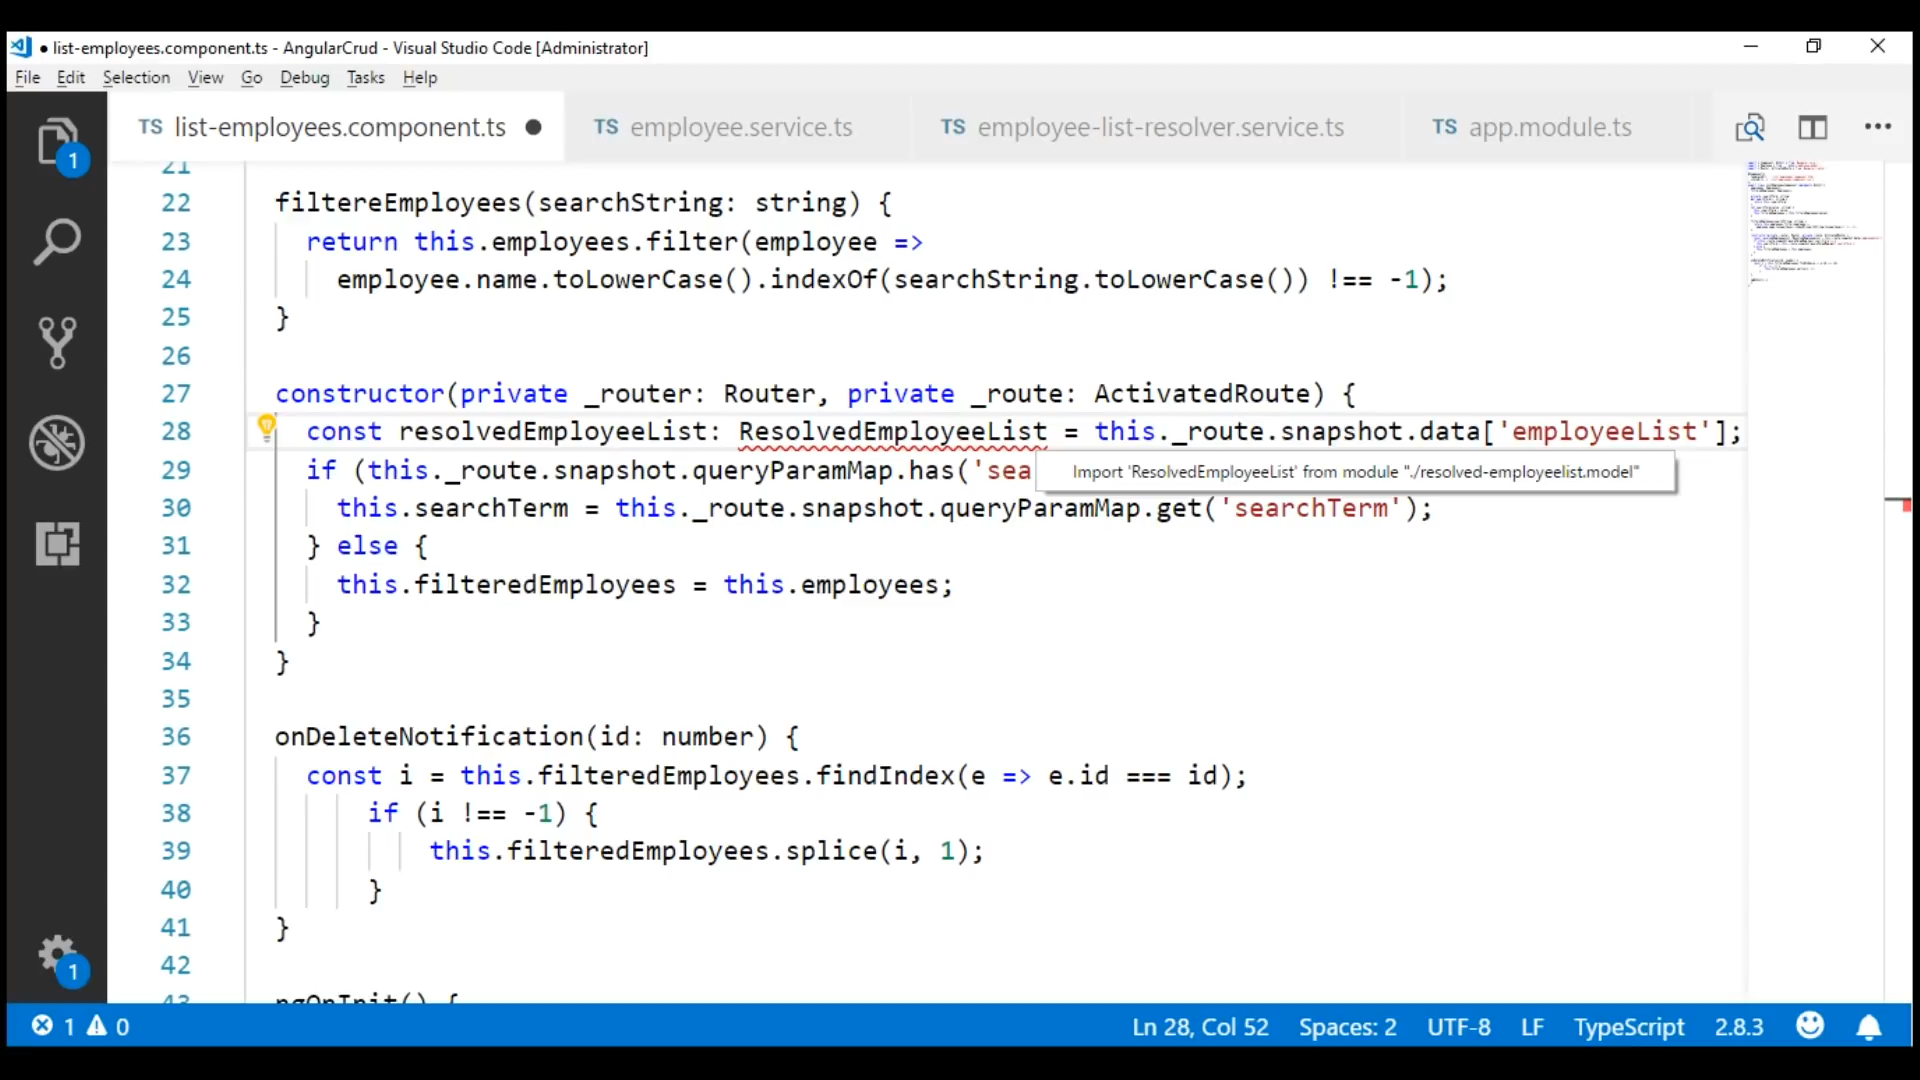 ● list-employees.component.ts - AngularCrud - Visual Studio Code [Administrator]
File Edit Selection View Go Debug Tasks Help
TS list-employees.component.ts ● TS employee.service.ts TS employee-list-resolver.service.ts TS app.module.ts
1
21
22 filtereEmployees(searchString: string) {
23 return this.employees.filter(employee =>
24 employee.name.toLowerCase().indexOf(searchString.toLowerCase()) !== -1);
25 }
26
27 constructor(private _router: Router, private _route: ActivatedRoute) {
28 const resolvedEmployeeList: ResolvedEmployeeList = this._route.snapshot.data['employeeList'];
29 if (this._route.snapshot.queryParamMap.has('sea
Import 'ResolvedEmployeeList' from module "./resolved-employeelist.model"
30 this.searchTerm = this._route.snapshot.queryParamMap.get('searchTerm');
31 } else {
32 this.filteredEmployees = this.employees;
33 }
34 }
35
36 onDeleteNotification(id: number) {
37 const i = this.filteredEmployees.findIndex(e => e.id === id);
38 if (i !== -1) {
39 this.filteredEmployees.splice(i, 1);
40 }
41 }
42
43 ngOnInit() {
1
1 0 Ln 28, Col 52 Spaces: 2 UTF-8 LF TypeScript 2.8.3